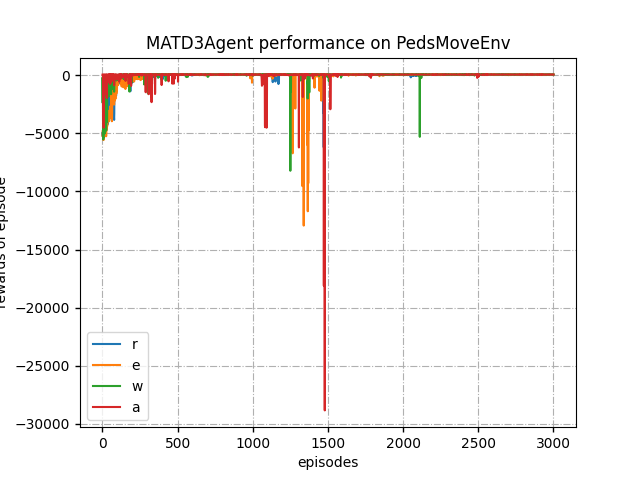 MATD3Agent performance on PedsMoveEnv
rewards of episode
0
−5000
−10000
−15000
−20000
−25000
−30000
r
e
w
a
0
500
1000
1500
2000
2500
3000
episodes